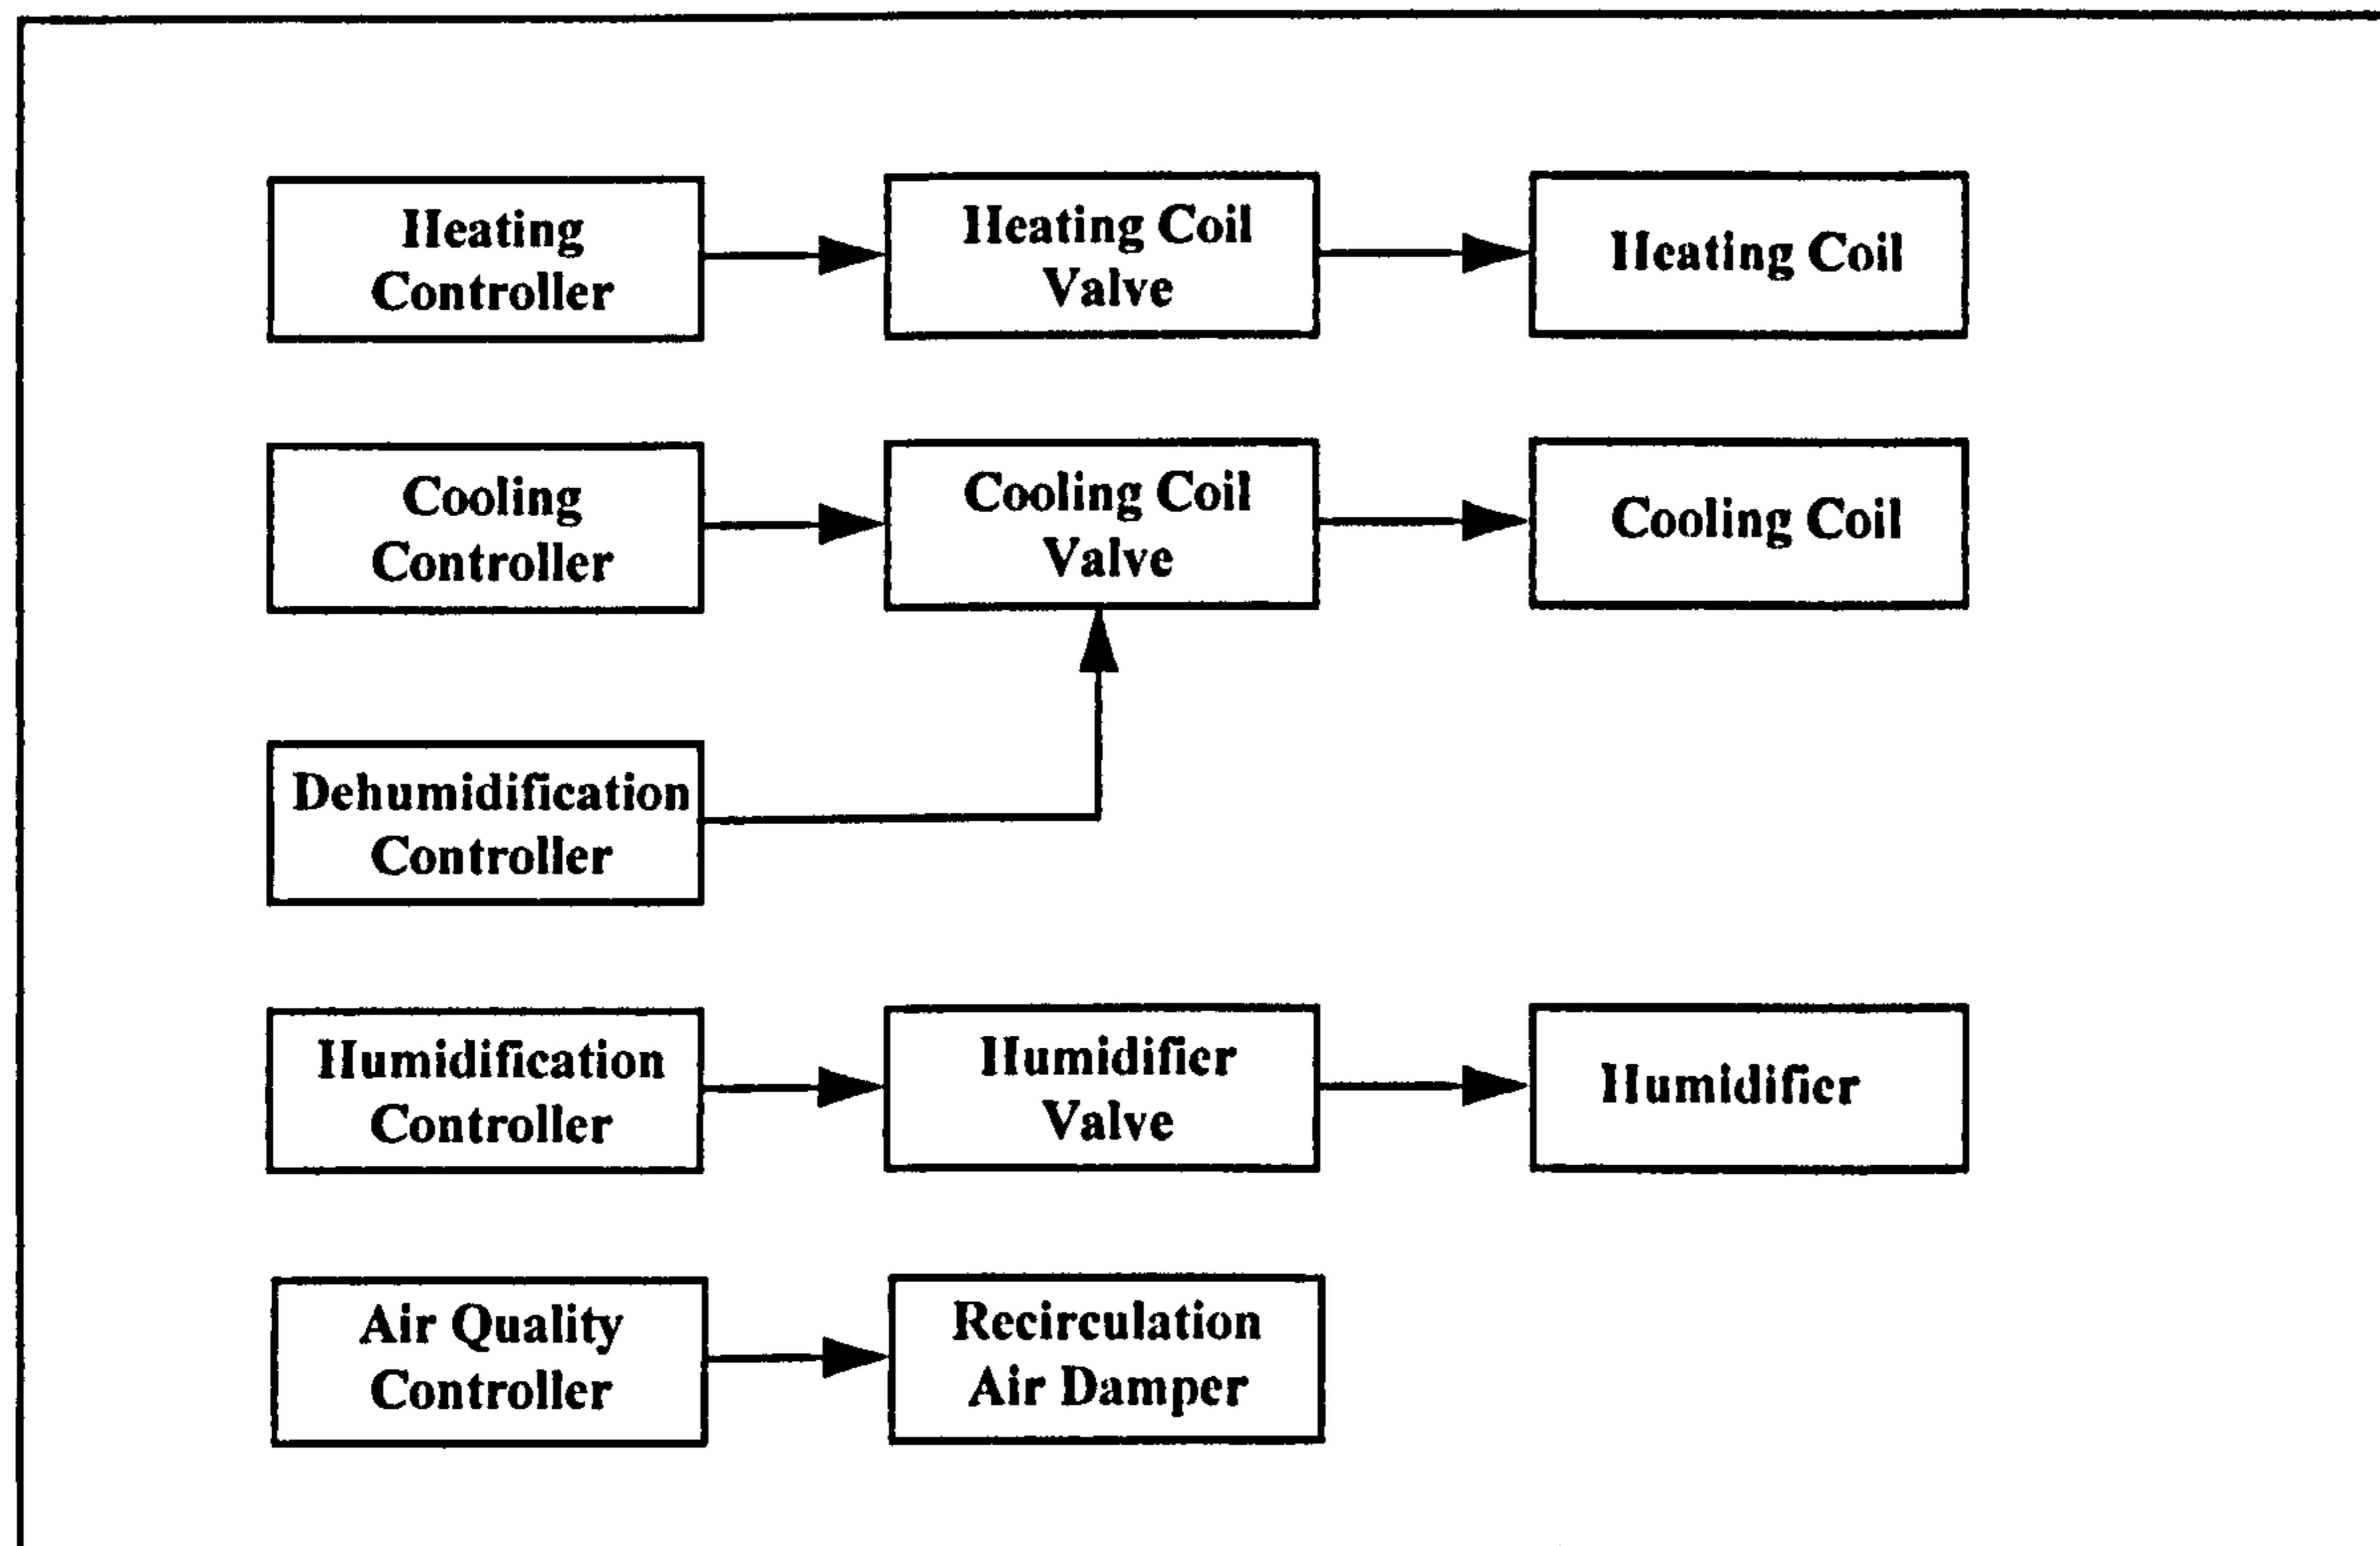 Heating
Controller
Heating Coil
Valve
Heating Coil
Cooling
Controller
Cooling Coil
Valve
Cooling Coil
Dehumidification
Controller
Humidification
Controller
Humidifier
Valve
Humidifier
Air Quality
Controller
Recirculation
Air Damper